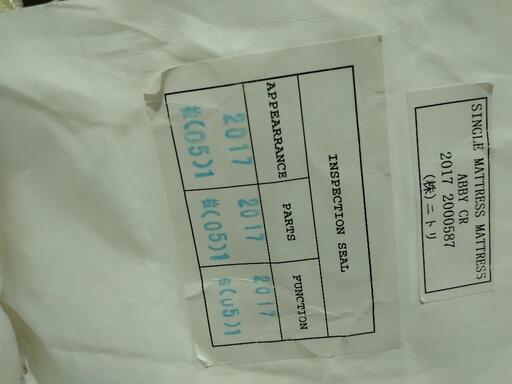 SINGLE MATTRESS MATTRESS
ABBY CR
2017 2000587
(株)ニトリ
INSPECTION SEAL
APPEARRANCE PARTS FUNCTION
2017 2017 2017
(05)1 (05)1 (05)1